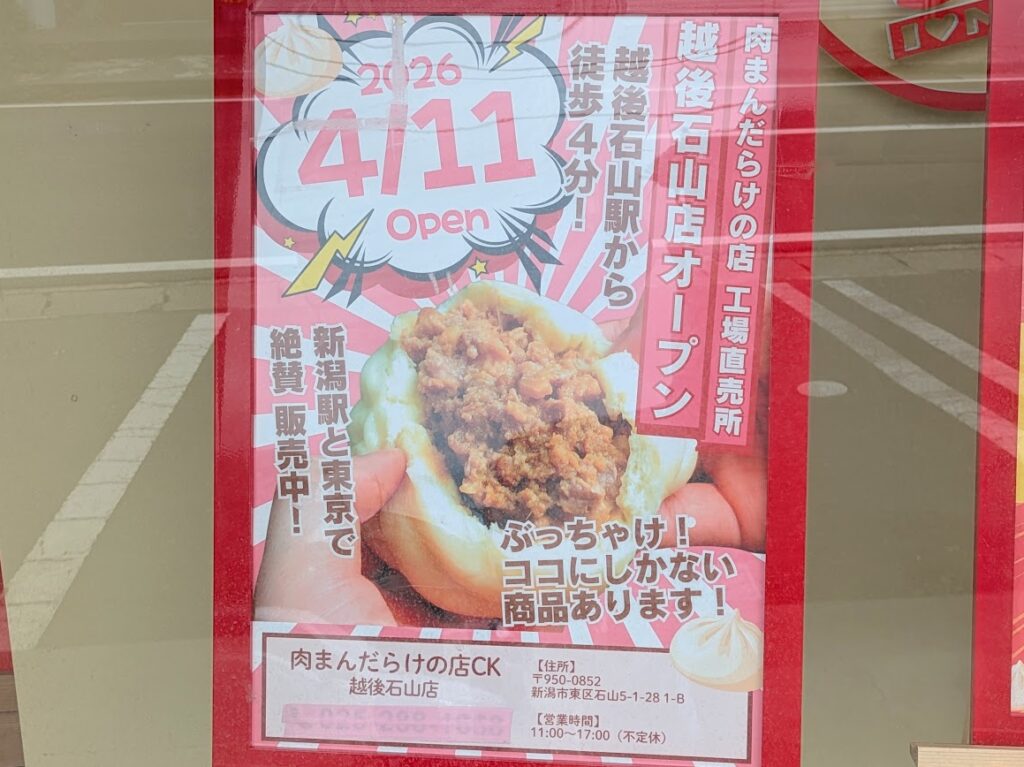 肉まんだらけの店 工場直売所
越後石山店オープン
越後石山駅から
徒歩4分！
2026
4/11
Open
新潟駅と東京で
絶賛 販売中！
ぶっちゃけ！
ココにしかない
商品あります！
肉まんだらけの店CK
越後石山店
【住所】
〒950-0852
新潟市東区石山5-1-28 1-B
【営業時間】
11:00～17:00（不定休）